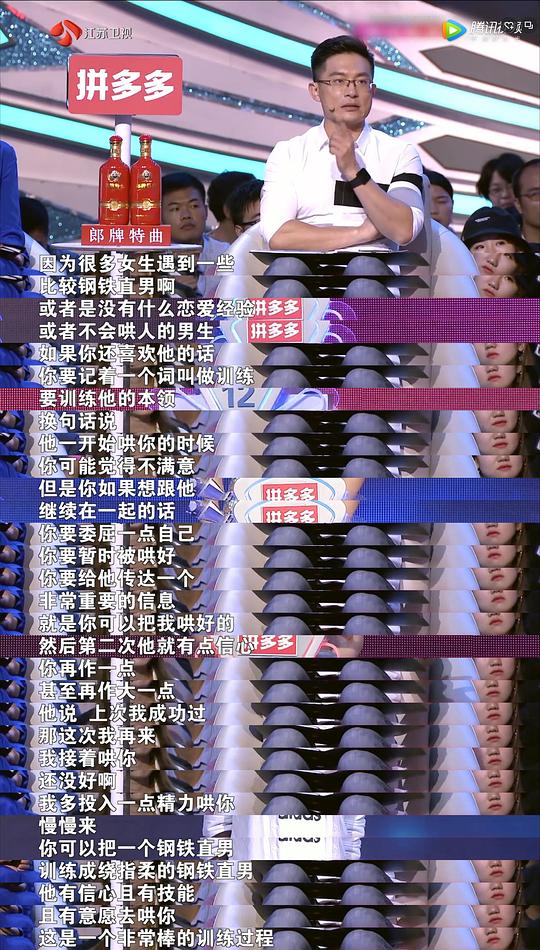 江苏卫视
腾讯视频
拼多多
郎牌特曲
因为很多女生遇到一些
比较钢铁直男啊
或者是没有什么恋爱经验
拼多多
或者不会哄人的男生
拼多多
如果你还喜欢他的话
你要记着一个词叫做训练
要训练他的本领
12
换句话说
他一开始哄你的时候
你可能觉得不满意
但是你如果想跟他
拼多多
继续在一起的话
拼多多
你要委屈一点自己
你要暂时被哄好
你要给他传达一个
非常重要的信息
就是你可以把我哄好的
然后第二次他就有点信心
拼多多
你再作一点
甚至再作大一点
他说 上次我成功过
那这次我再来
我接着哄你
还没好啊
我多投入一点精力哄你
慢慢来
你可以把一个钢铁直男
训练成绕指柔的钢铁直男
他有信心且有技能
且有意愿去哄你
这是一个非常棒的训练过程